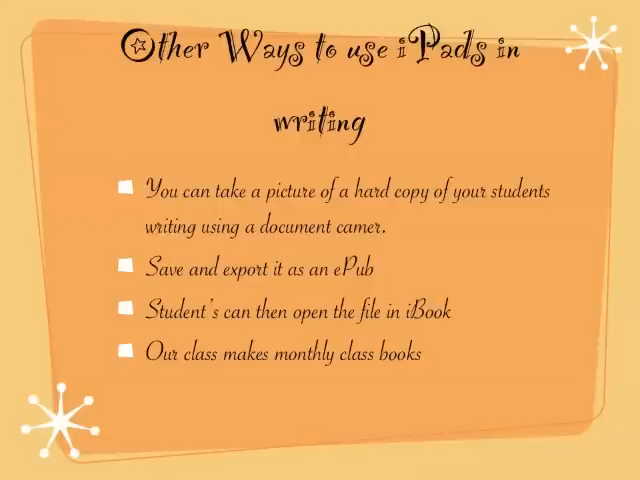 Other Ways to use iPads in
writing
You can take a picture of a hard copy of your students
writing using a document camer.
Save and export it as an ePub
Student's can then open the file in iBook
Our class makes monthly class books